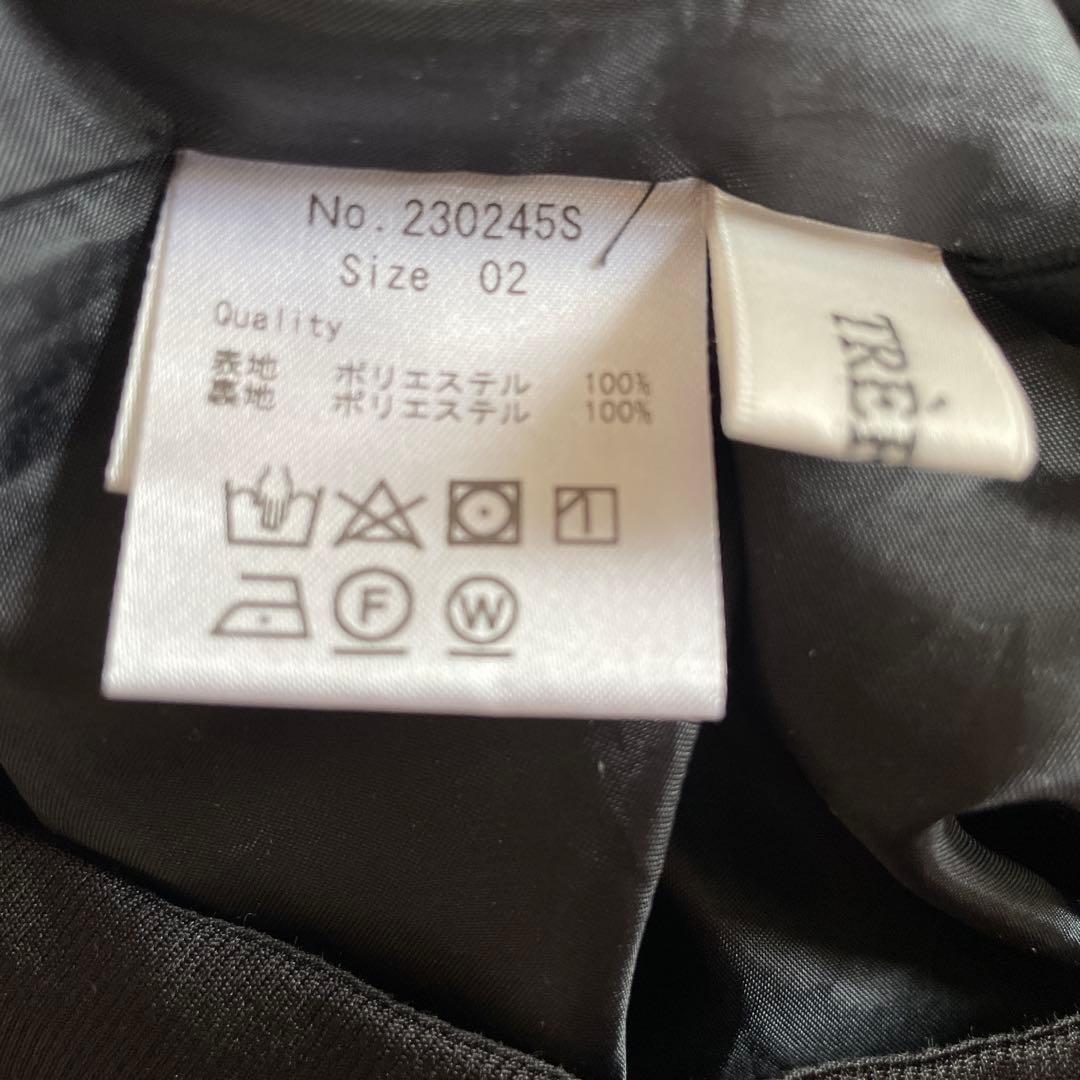 No. 230245S
Size 02
Quality
表地 ポリエステル 100%
裏地 ポリエステル 100%
F
W
TRÈ